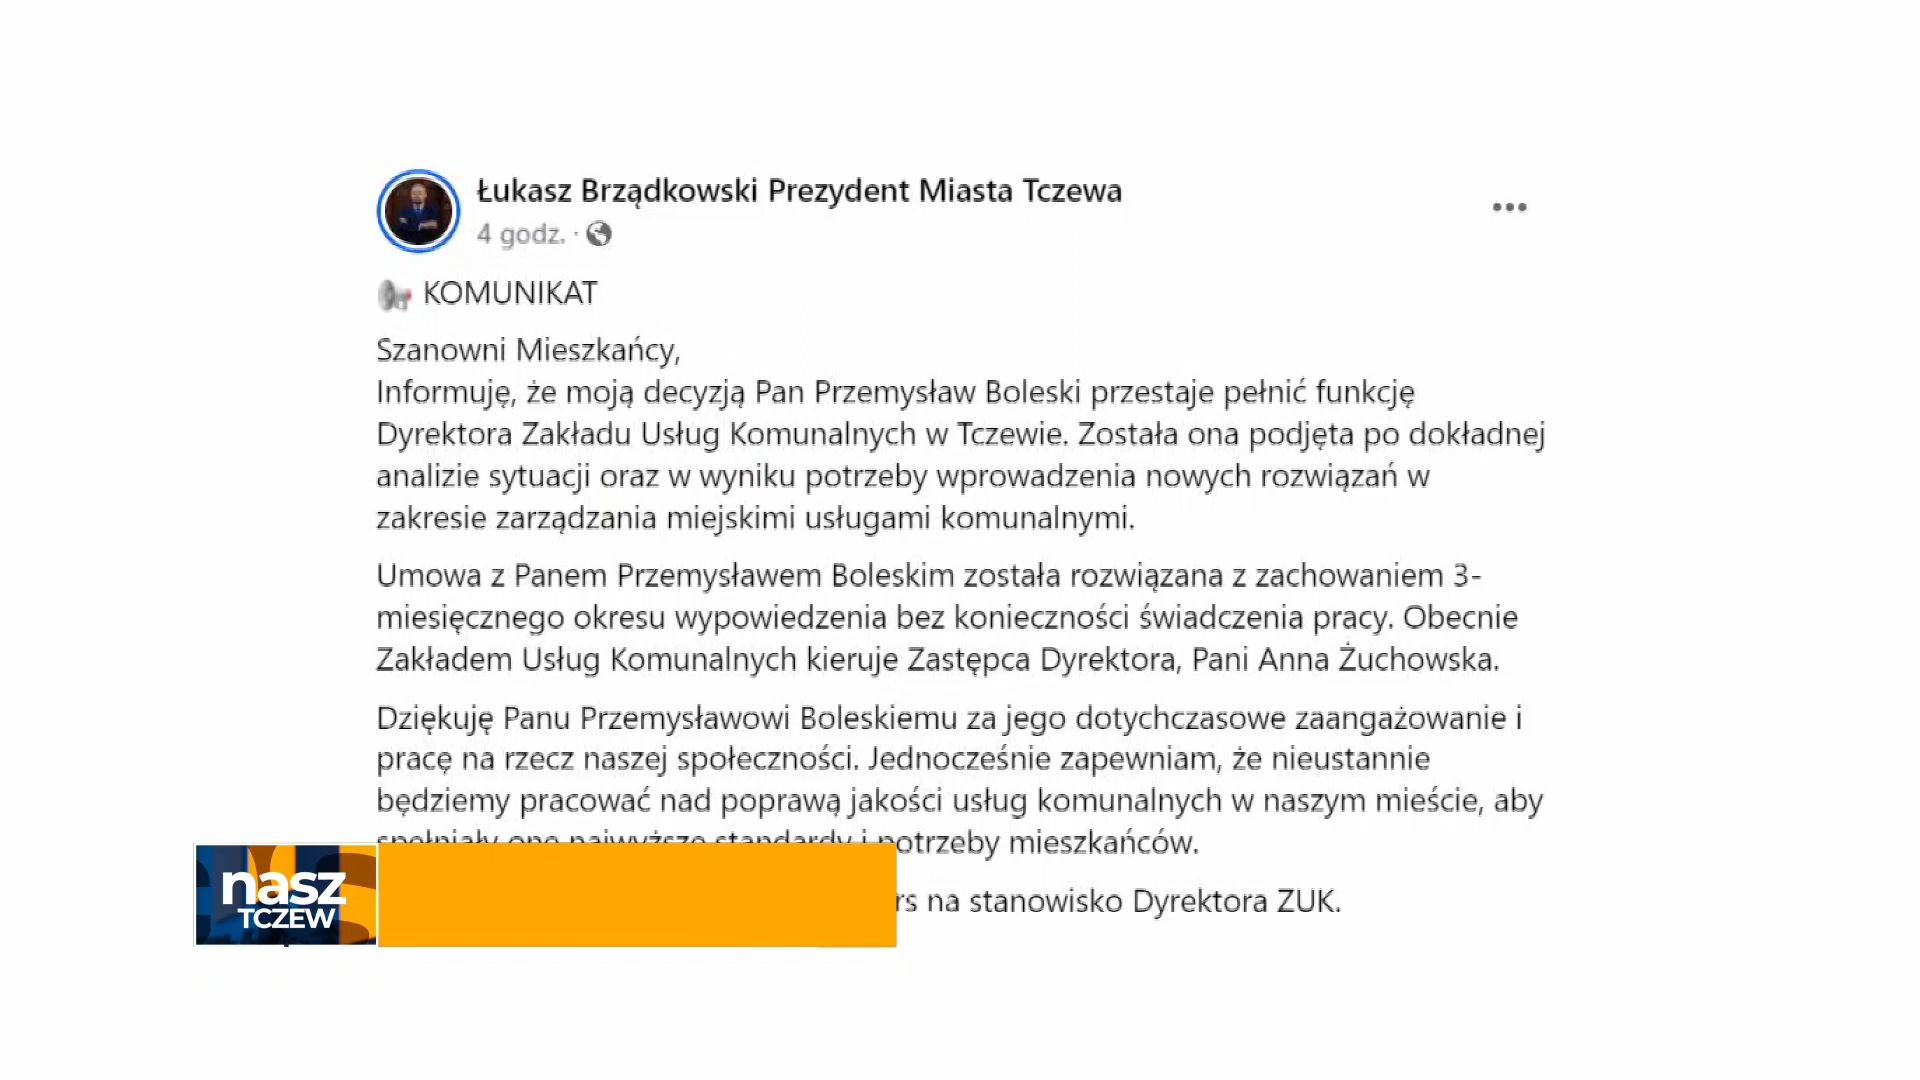 Łukasz Brządkowski Prezydent Miasta Tczewa
4 godz. ·
KOMUNIKAT
Szanowni Mieszkańcy,
Informuję, że moją decyzją Pan Przemysław Boleski przestaje pełnić funkcję
Dyrektora Zakładu Usług Komunalnych w Tczewie. Została ona podjęta po dokładnej
analizie sytuacji oraz w wyniku potrzeby wprowadzenia nowych rozwiązań w
zakresie zarządzania miejskimi usługami komunalnymi.
Umowa z Panem Przemysławem Boleskim została rozwiązana z zachowaniem 3-
miesięcznego okresu wypowiedzenia bez konieczności świadczenia pracy. Obecnie
Zakładem Usług Komunalnych kieruje Zastępca Dyrektora, Pani Anna Żuchowska.
Dziękuję Panu Przemysławowi Boleskiemu za jego dotychczasowe zaangażowanie i
pracę na rzecz naszej społeczności. Jednocześnie zapewniam, że nieustannie
będziemy pracować nad poprawą jakości usług komunalnych w naszym mieście, aby
spełniały one najwyższe standardy i potrzeby mieszkańców.
na stanowisko Dyrektora ZUK.
nasz
TCZEW